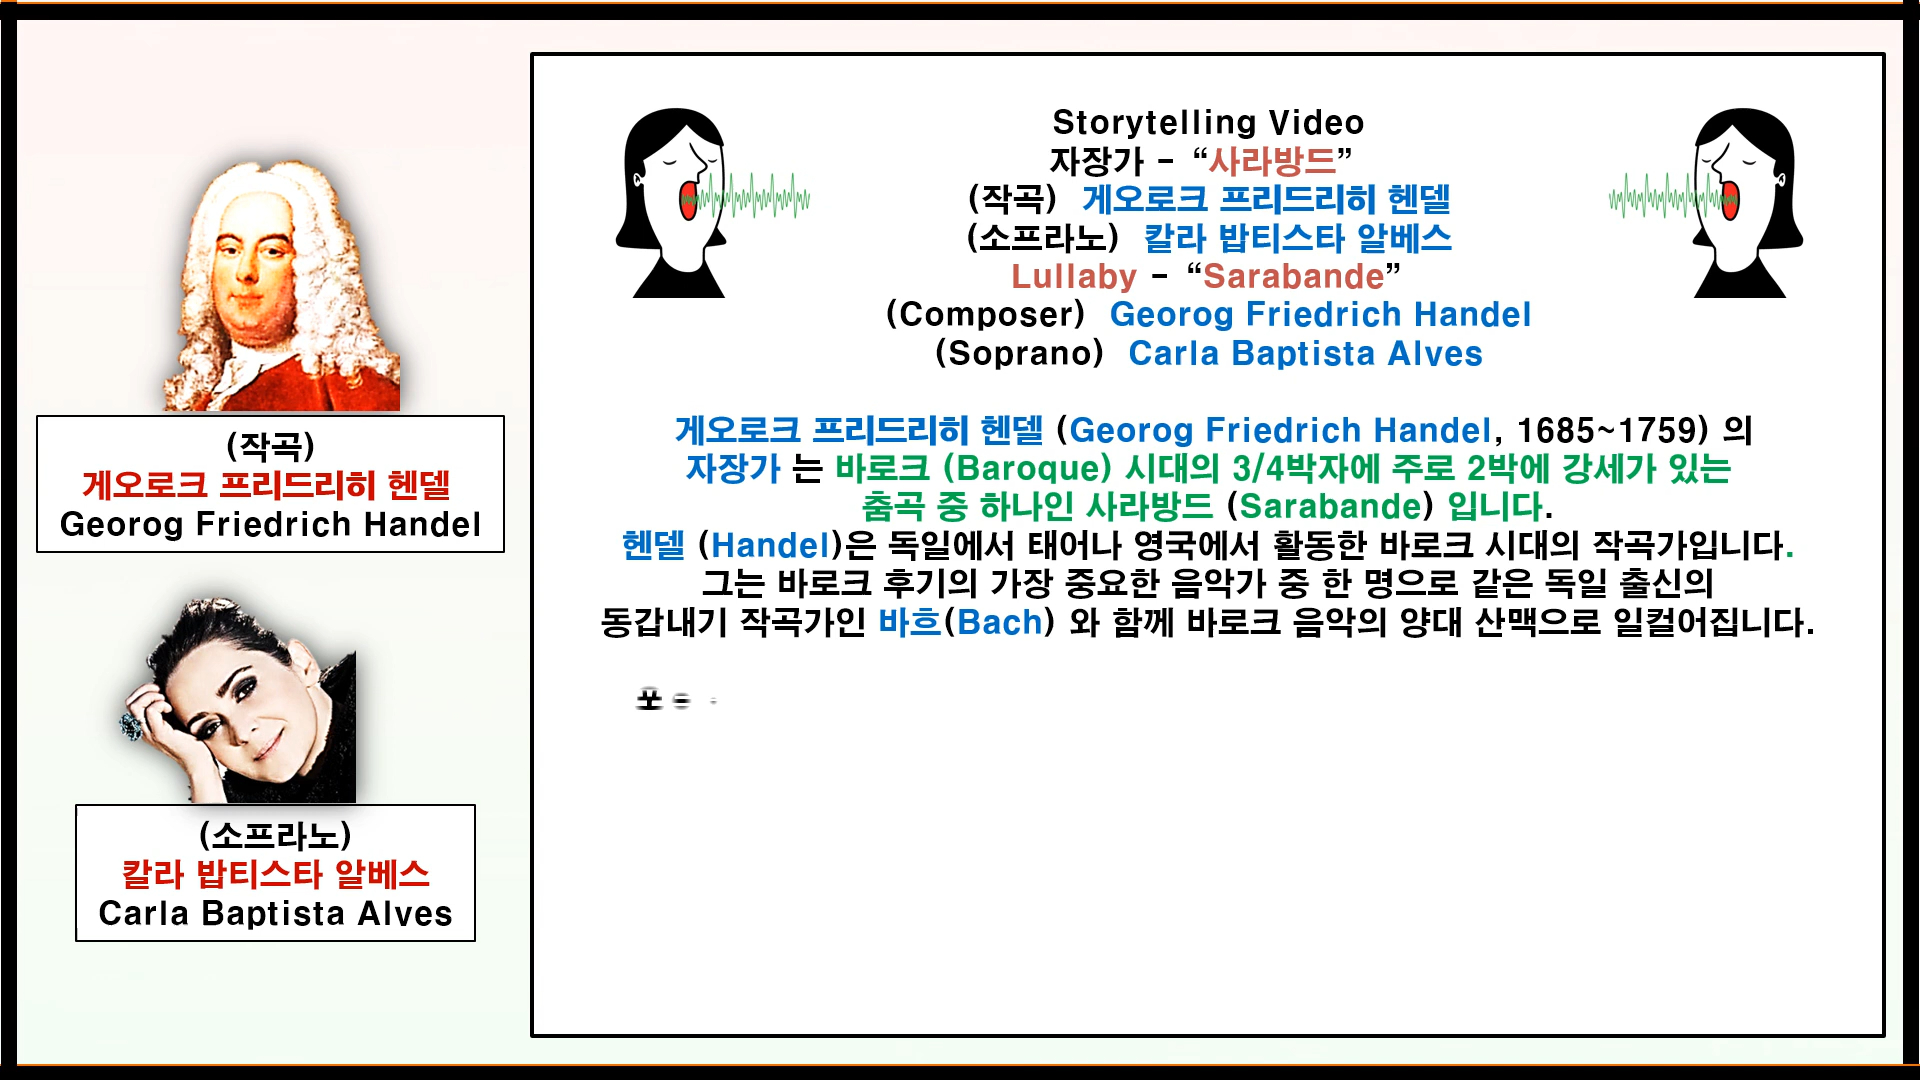 (작곡)
게오로크 프리드리히 헨델
Georog Friedrich Handel
(소프라노)
칼라 밥티스타 알베스
Carla Baptista Alves
Storytelling Video
자장가 - “사라방드”
(작곡) 게오로크 프리드리히 헨델
(소프라노) 칼라 밥티스타 알베스
Lullaby - “Sarabande”
(Composer) Georog Friedrich Handel
(Soprano) Carla Baptista Alves
게오로크 프리드리히 헨델 (Georog Friedrich Handel, 1685~1759) 의
자장가 는 바로크 (Baroque) 시대의 3/4박자에 주로 2박에 강세가 있는
춤곡 중 하나인 사라방드 (Sarabande) 입니다.
헨델 (Handel)은 독일에서 태어나 영국에서 활동한 바로크 시대의 작곡가입니다.
그는 바로크 후기의 가장 중요한 음악가 중 한 명으로 같은 독일 출신의
동갑내기 작곡가인 바흐(Bach) 와 함께 바로크 음악의 양대 산맥으로 일컬어집니다.